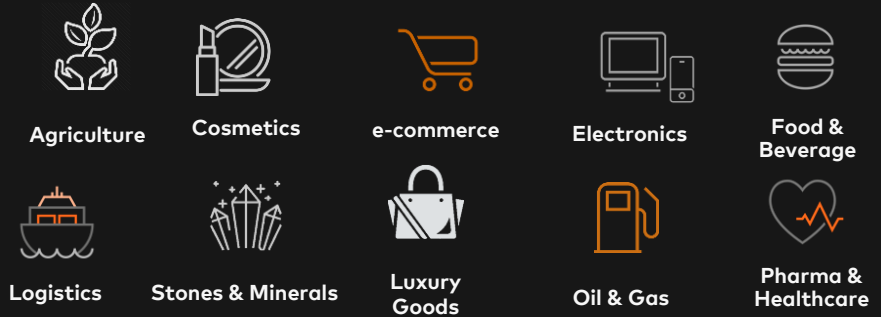 Agriculture
Cosmetics
e-commerce
Electronics
Food &
Beverage
Logistics
Stones & Minerals
Luxury
Goods
Oil & Gas
Pharma &
Healthcare